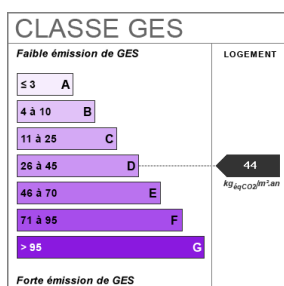 CLASSE GES
Faible émission de GES
LOGEMENT
≤ 3 A
4 à 10 B
11 à 25 C
26 à 45 D
44
kgéqCO2/m².an
46 à 70 E
71 à 95 F
> 95 G
Forte émission de GES